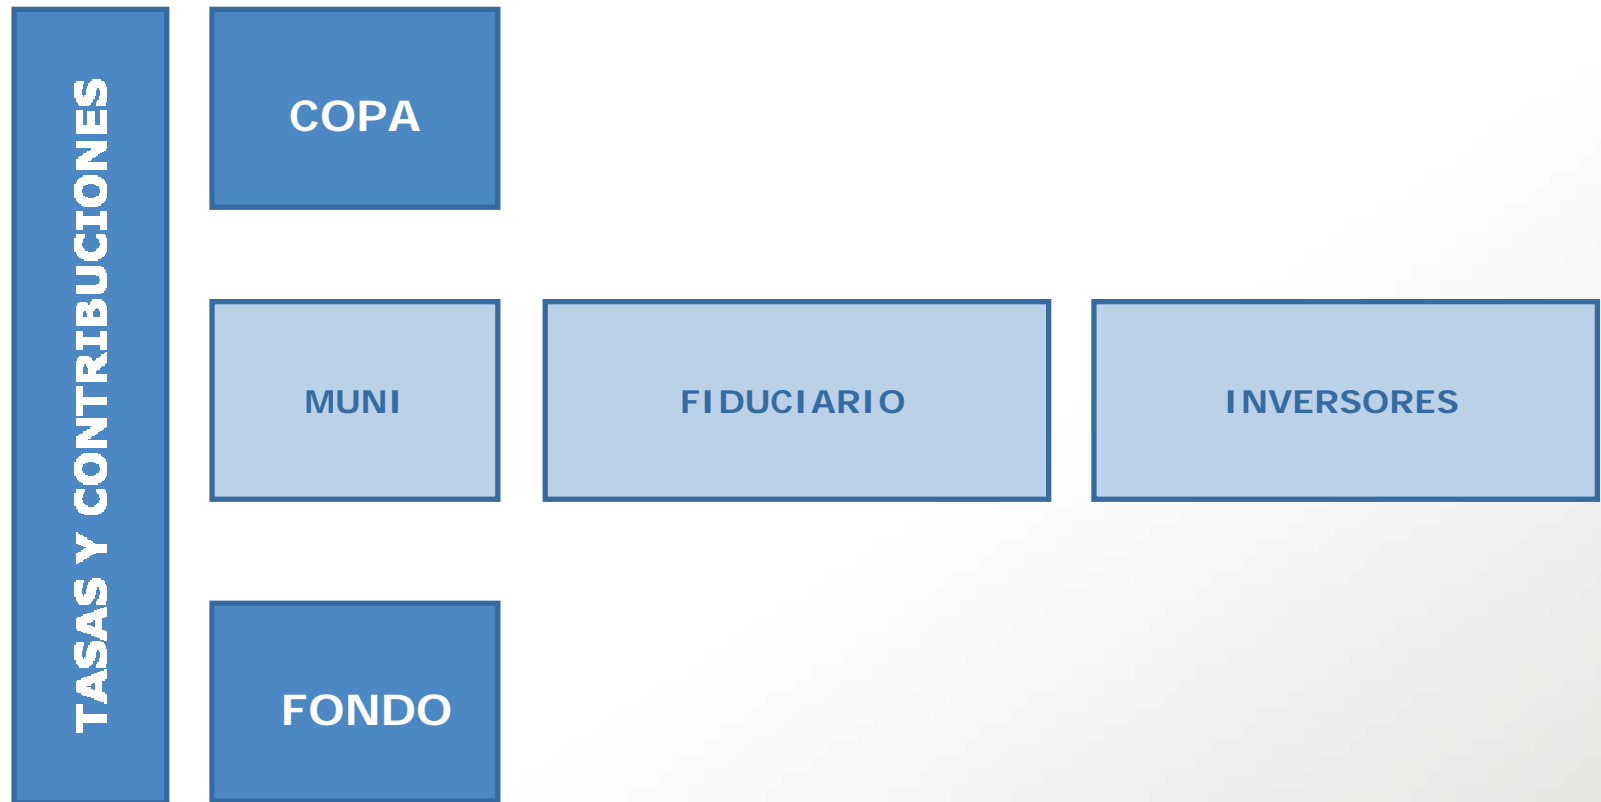 TASAS Y CONTRIBUCIONES
COPA
MUNI
FIDUCIARIO
INVERSORES
FONDO